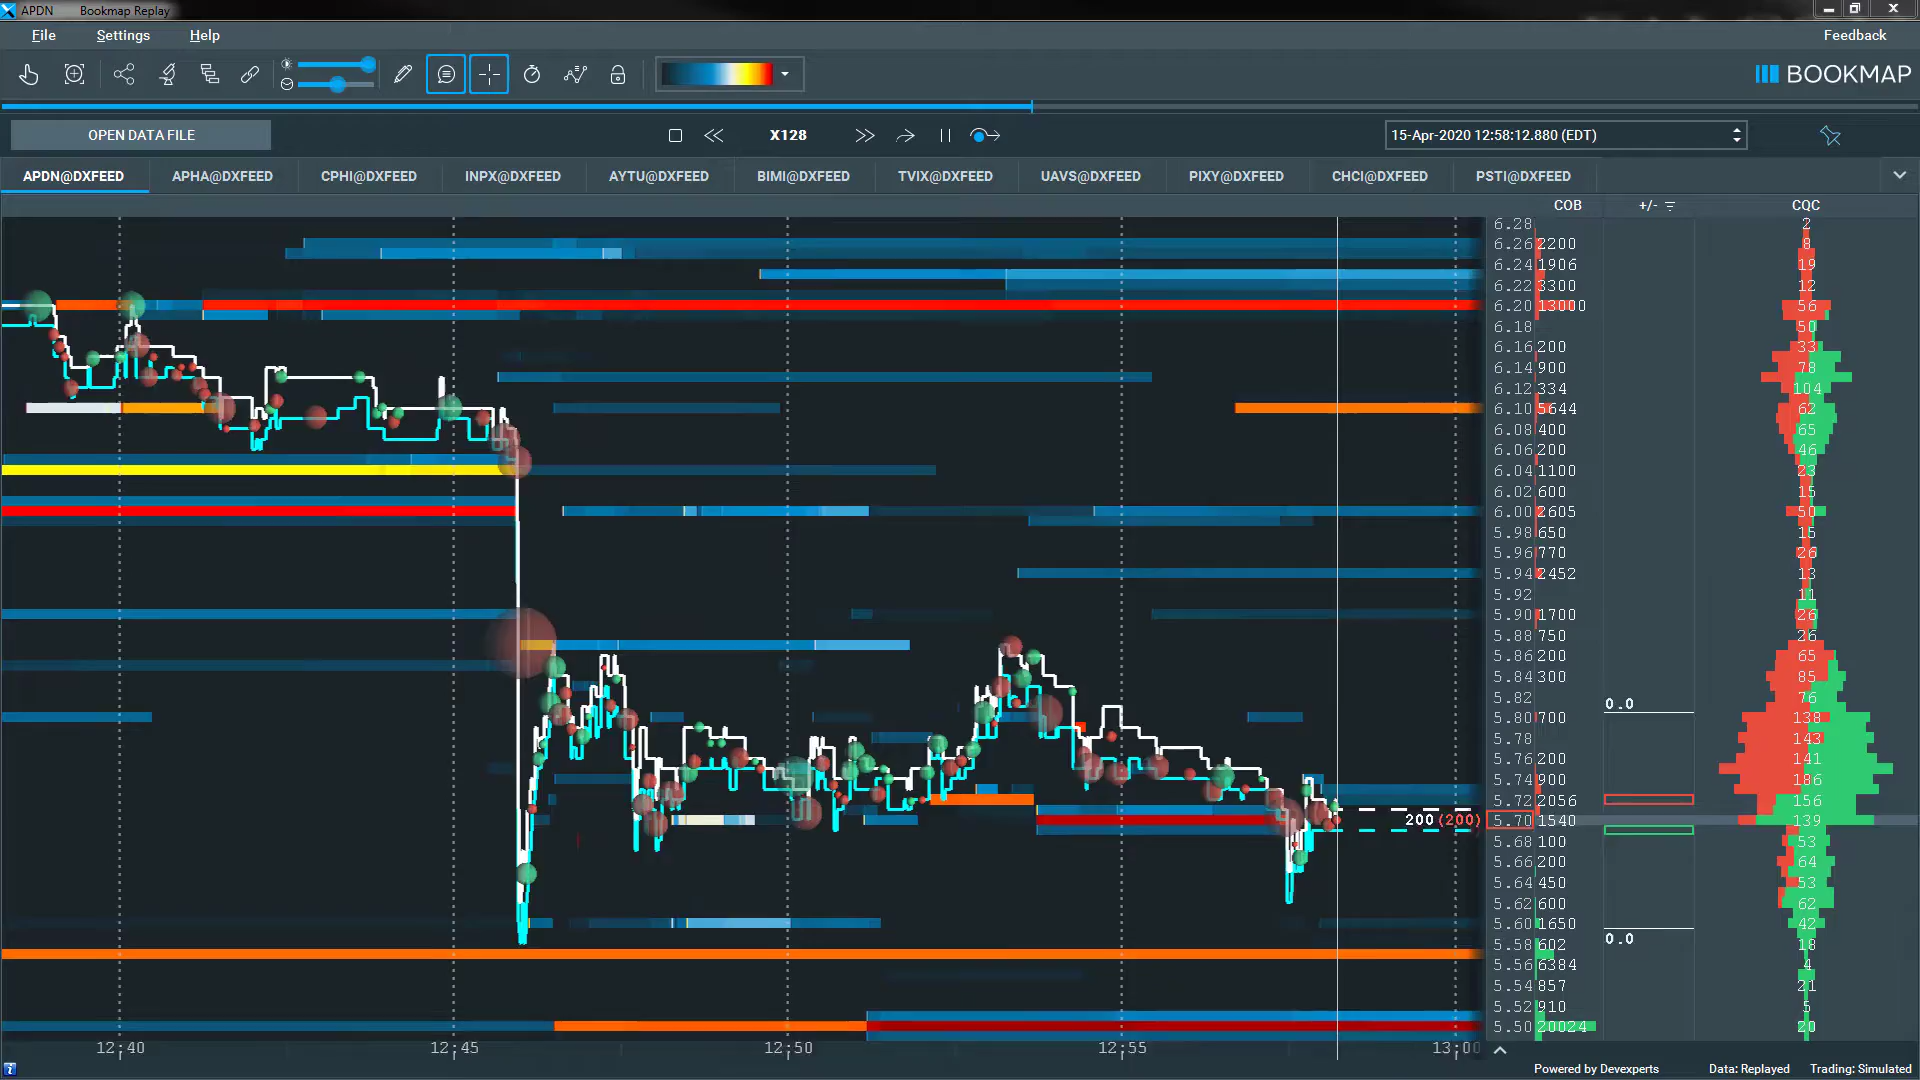 APDN Bookmap Replay
File Settings Help Feedback
BOOKMAP
OPEN DATA FILE X128 15-Apr-2020 12:58:12.880 (EDT)
APDN@DXFEED APHA@DXFEED CPHI@DXFEED INPX@DXFEED AYTU@DXFEED BIMI@DXFEED TVIX@DXFEED UAVS@DXFEED PIXY@DXFEED CHCI@DXFEED PSTI@DXFEED
COB +/- CQC
6.28 2
6.26 2200 8
6.24 1906 19
6.22 3300 12
6.20 13000 56
6.18 50
6.16 200 33
6.14 900 78
6.12 334 104
6.10 5644 62
6.08 400 65
6.06 200 46
6.04 1100 23
6.02 600 15
6.00 2605 50
5.98 650 15
5.96 770 26
5.94 2452 13
5.92 11
5.90 1700 26
5.88 750 26
5.86 200 65
5.84 300 85
5.82 0.0 76
5.80 700 138
5.78 143
5.76 200 141
5.74 900 186
5.72 2056 156
200 (200) 5.70 1540 139
5.68 100 53
5.66 200 64
5.64 450 53
5.62 600 62
5.60 1650 42
5.58 602 0.0 18
5.56 6384 4
5.54 857 21
5.52 910 5
5.50 20024 20
12:40 12:45 12:50 12:55 13:00
Powered by Devexperts Data: Replayed Trading: Simulated